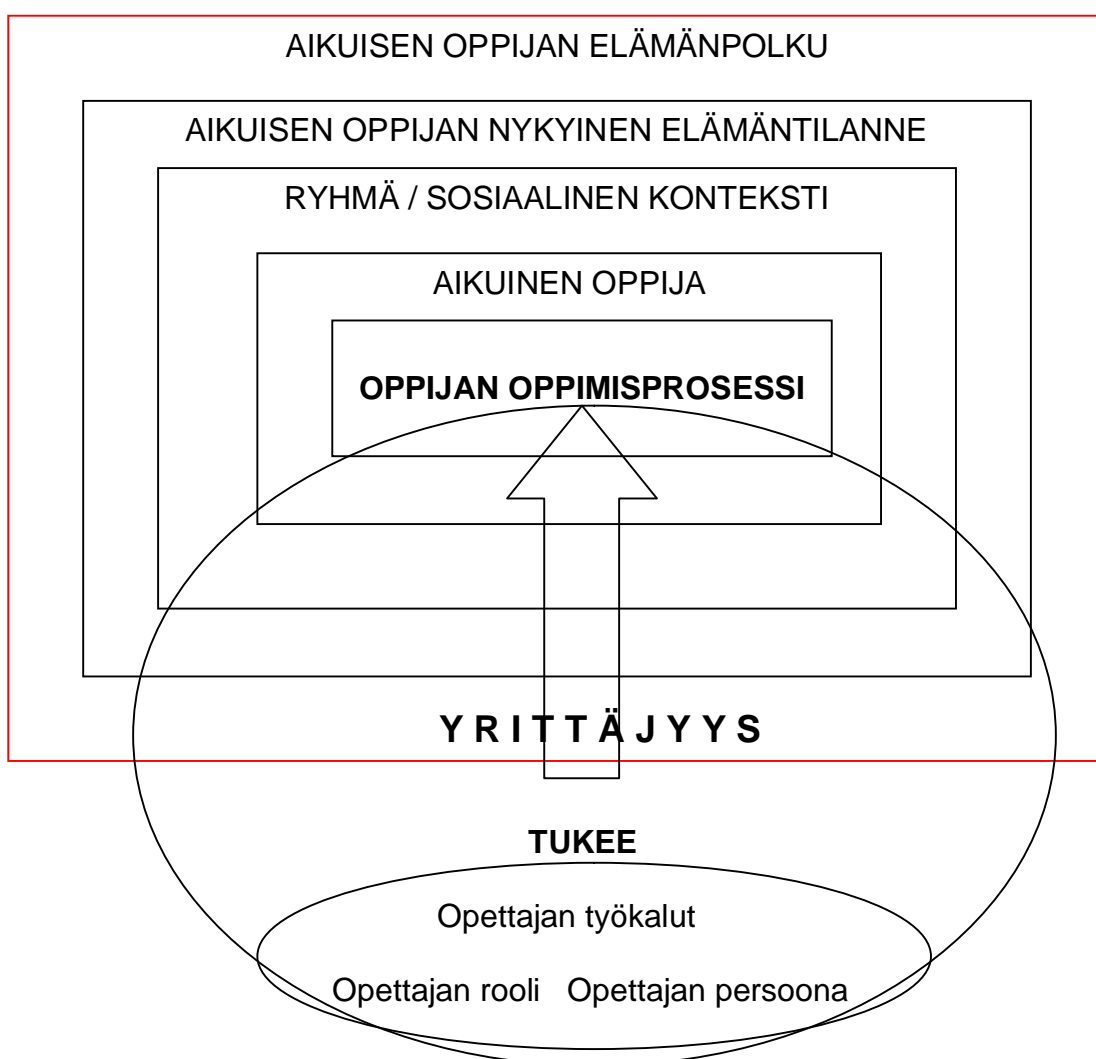 AIKUISEN OPPIJAN ELÄMÄNPOLKU
AIKUISEN OPPIJAN NYKYINEN ELÄMÄNTILANNE
RYHMÄ / SOSIAALINEN KONTEKSTI
AIKUINEN OPPIJA
OPPIJAN OPPIMISPROSESSI
Y R I T T Ä J Y Y S
TUKEE
Opettajan työkalut
Opettajan rooli Opettajan persoona